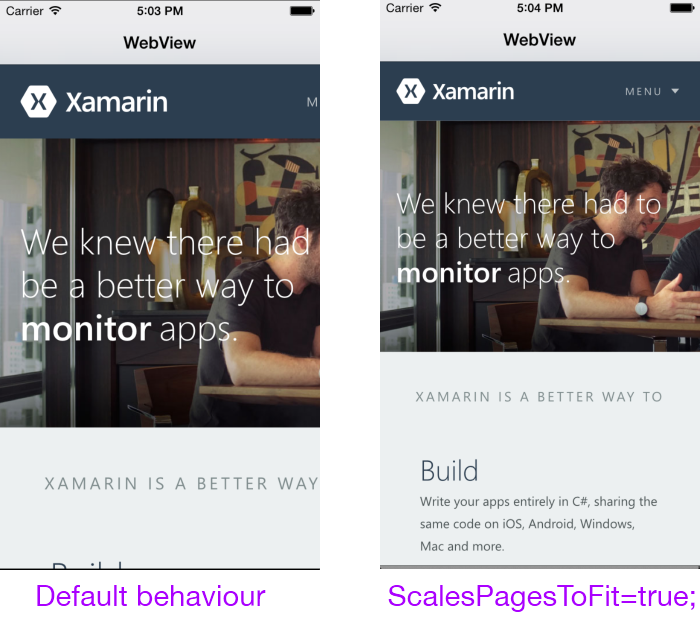 Carrier 5:03 PM
WebView
Xamarin M
We knew there had
be a better way to
monitor apps.
XAMARIN IS A BETTER WAY
Default behaviour
Carrier 5:04 PM
WebView
Xamarin MENU
We knew there had to
be a better way to
monitor apps.
XAMARIN IS A BETTER WAY TO
Build
Write your apps entirely in C#, sharing the
same code on iOS, Android, Windows,
Mac and more.
ScalesPagesToFit=true;